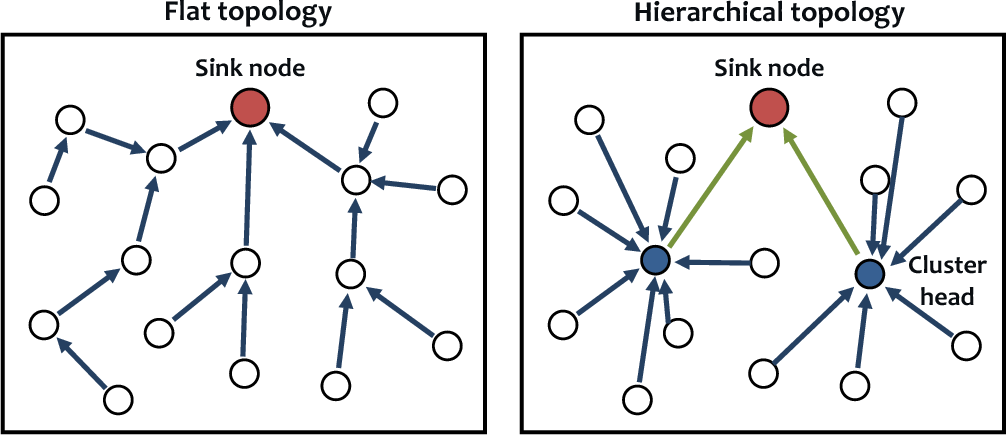 Flat topology
Hierarchical topology
Sink node
Sink node
Cluster
head